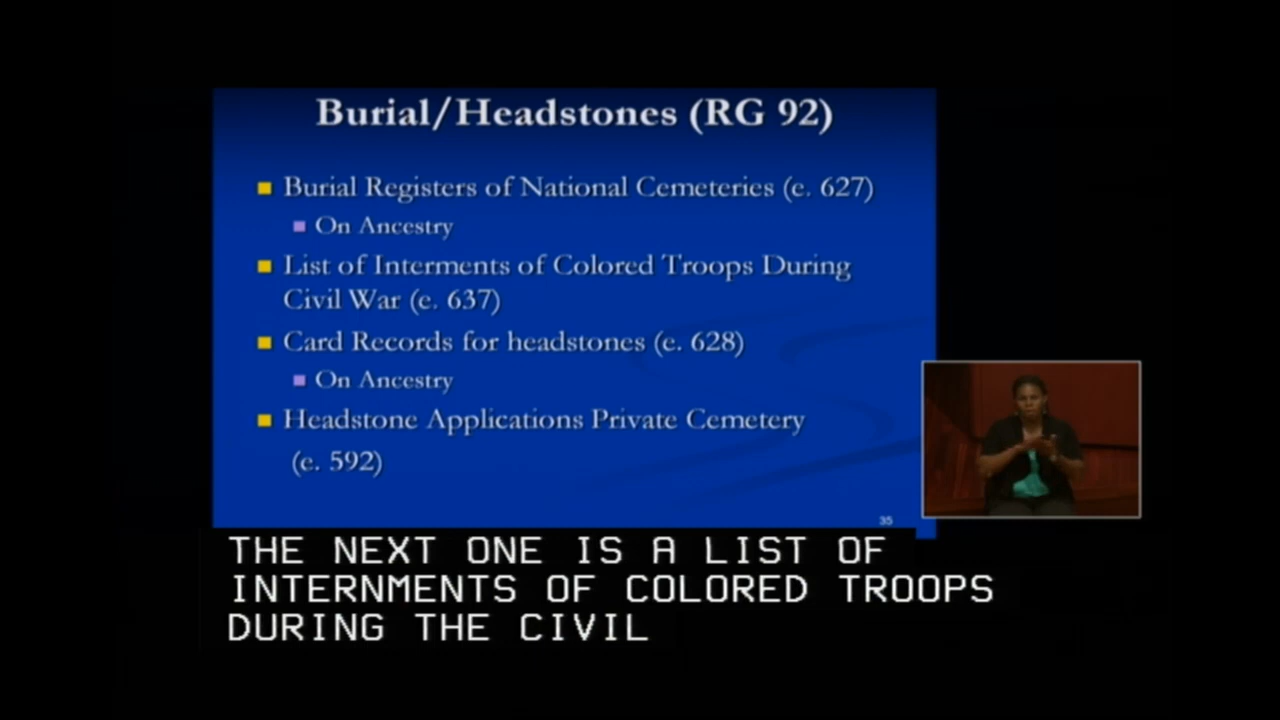 Burial/Headstones (RG 92)
Burial Registers of National Cemeteries (e. 627)
On Ancestry
List of Interments of Colored Troops During
Civil War (e. 637)
Card Records for headstones (e. 628)
On Ancestry
Headstone Applications Private Cemetery
(e. 592)
35
THE NEXT ONE IS A LIST OF
INTERNMENTS OF COLORED TROOPS
DURING THE CIVIL